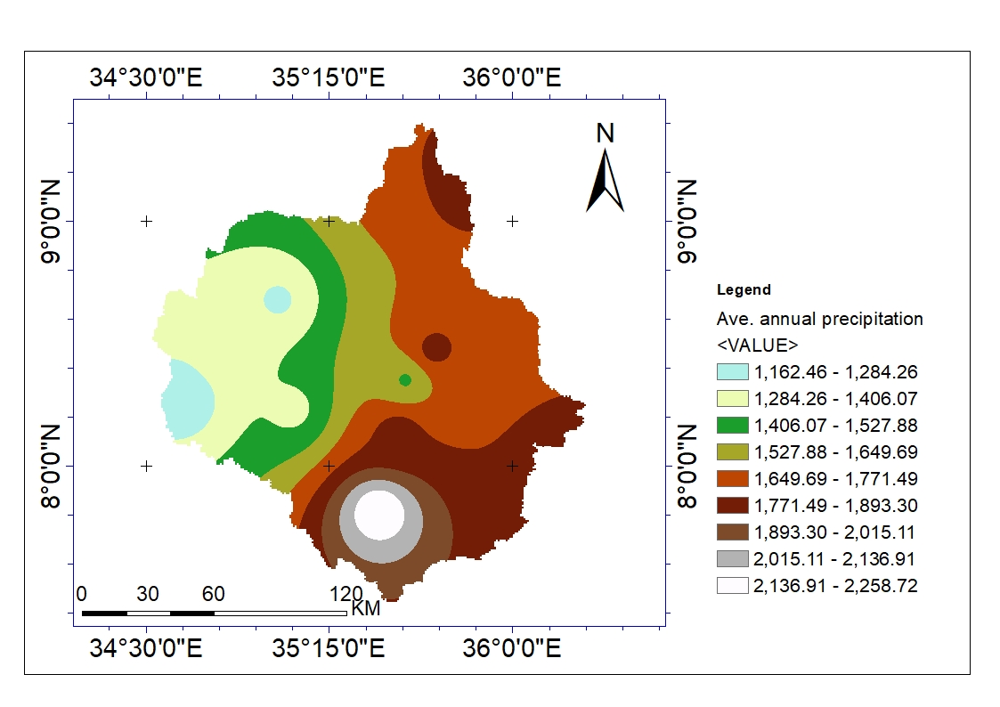 34°30'0"E 35°15'0"E 36°0'0"E
N
9°0'0"N 9°0'0"N
Legend
Ave. annual precipitation
<VALUE>
1,162.46 - 1,284.26
1,284.26 - 1,406.07
1,406.07 - 1,527.88
8°0'0"N 8°0'0"N
1,527.88 - 1,649.69
1,649.69 - 1,771.49
1,771.49 - 1,893.30
1,893.30 - 2,015.11
2,015.11 - 2,136.91
2,136.91 - 2,258.72
0 30 60 120
KM
34°30'0"E 35°15'0"E 36°0'0"E